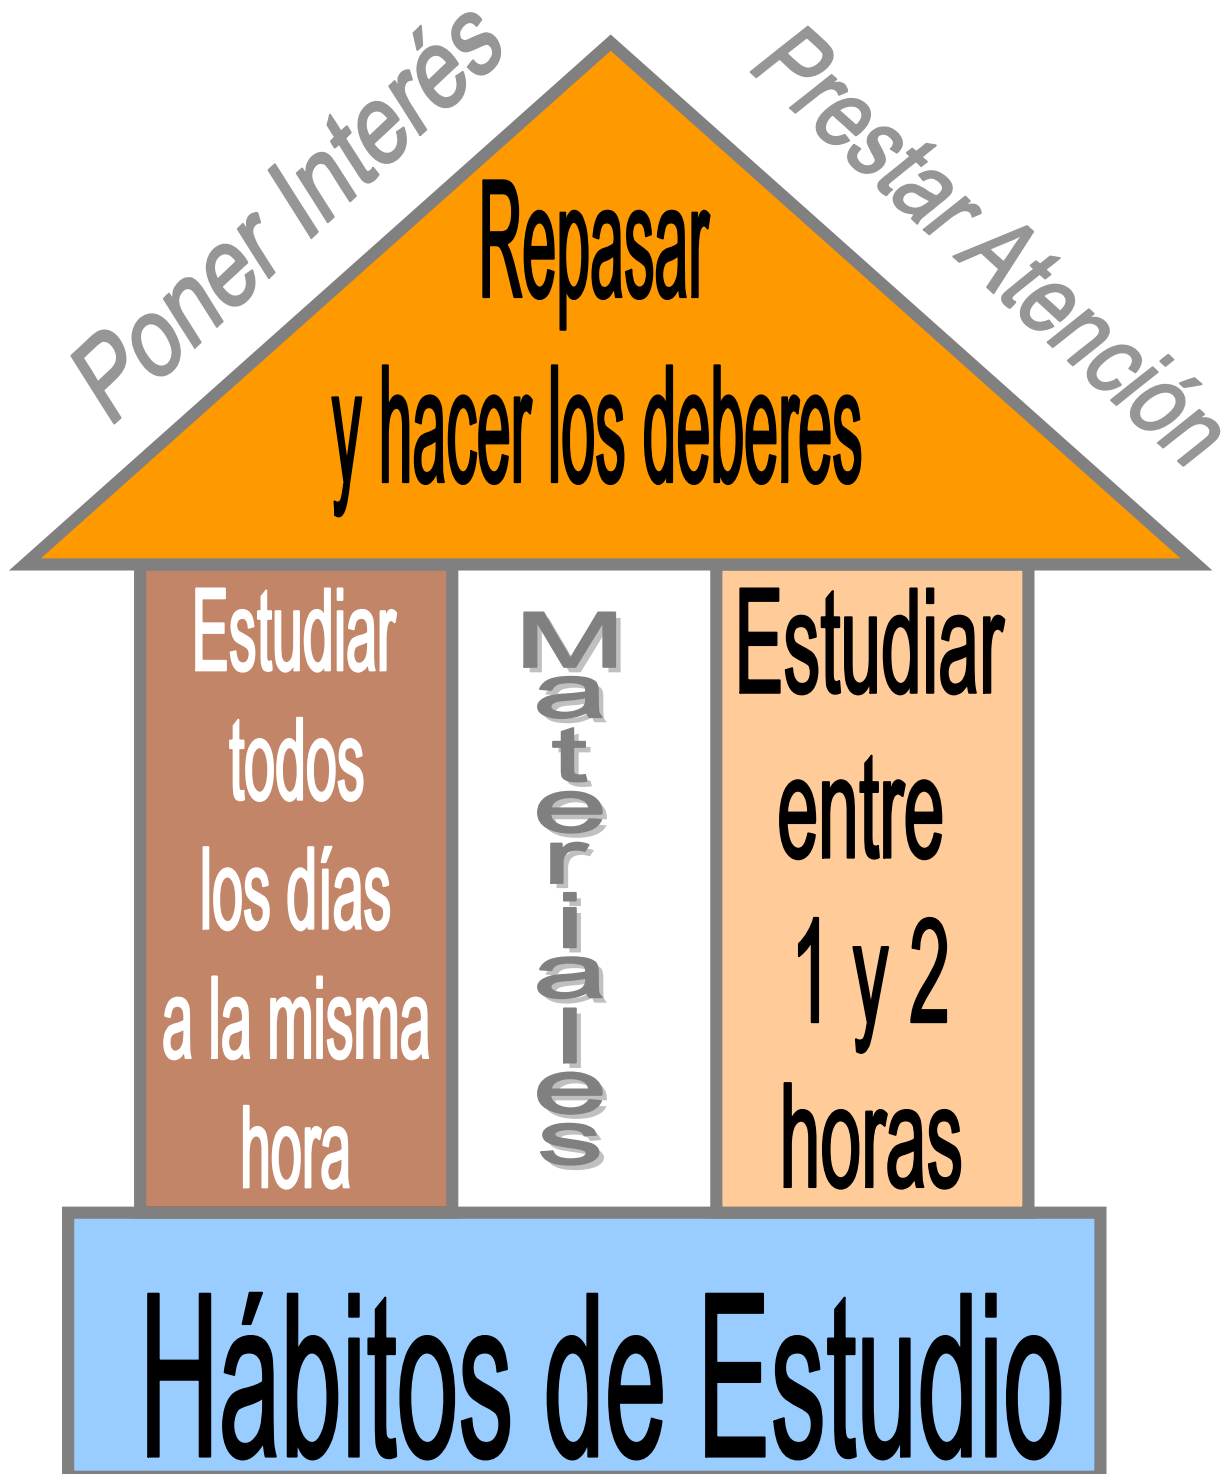 Poner Interés
Prestar Atención
Repasar
y hacer los deberes
Estudiar
todos
los días
a la misma
hora
Materiales
Estudiar
entre
1 y 2
horas
Hábitos de Estudio